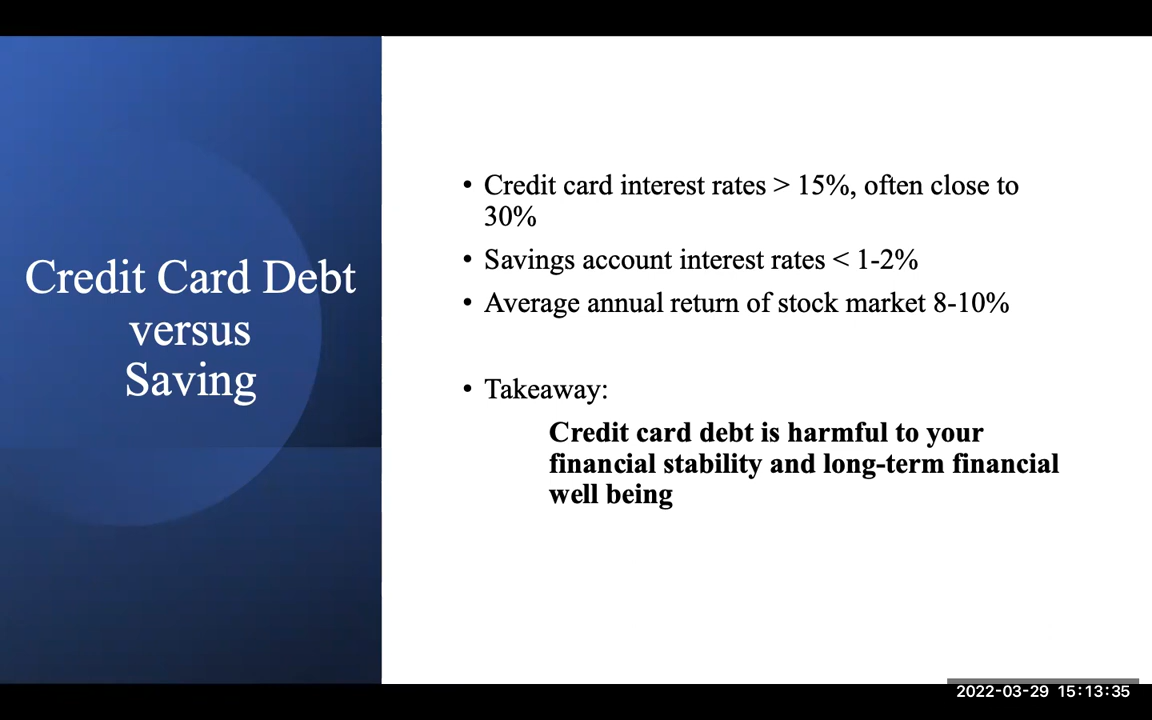 Credit Card Debt
versus
Saving
• Credit card interest rates > 15%, often close to
30%
• Savings account interest rates < 1-2%
• Average annual return of stock market 8-10%
• Takeaway:
Credit card debt is harmful to your
financial stability and long-term financial
well being
2022-03-29 15:13:35